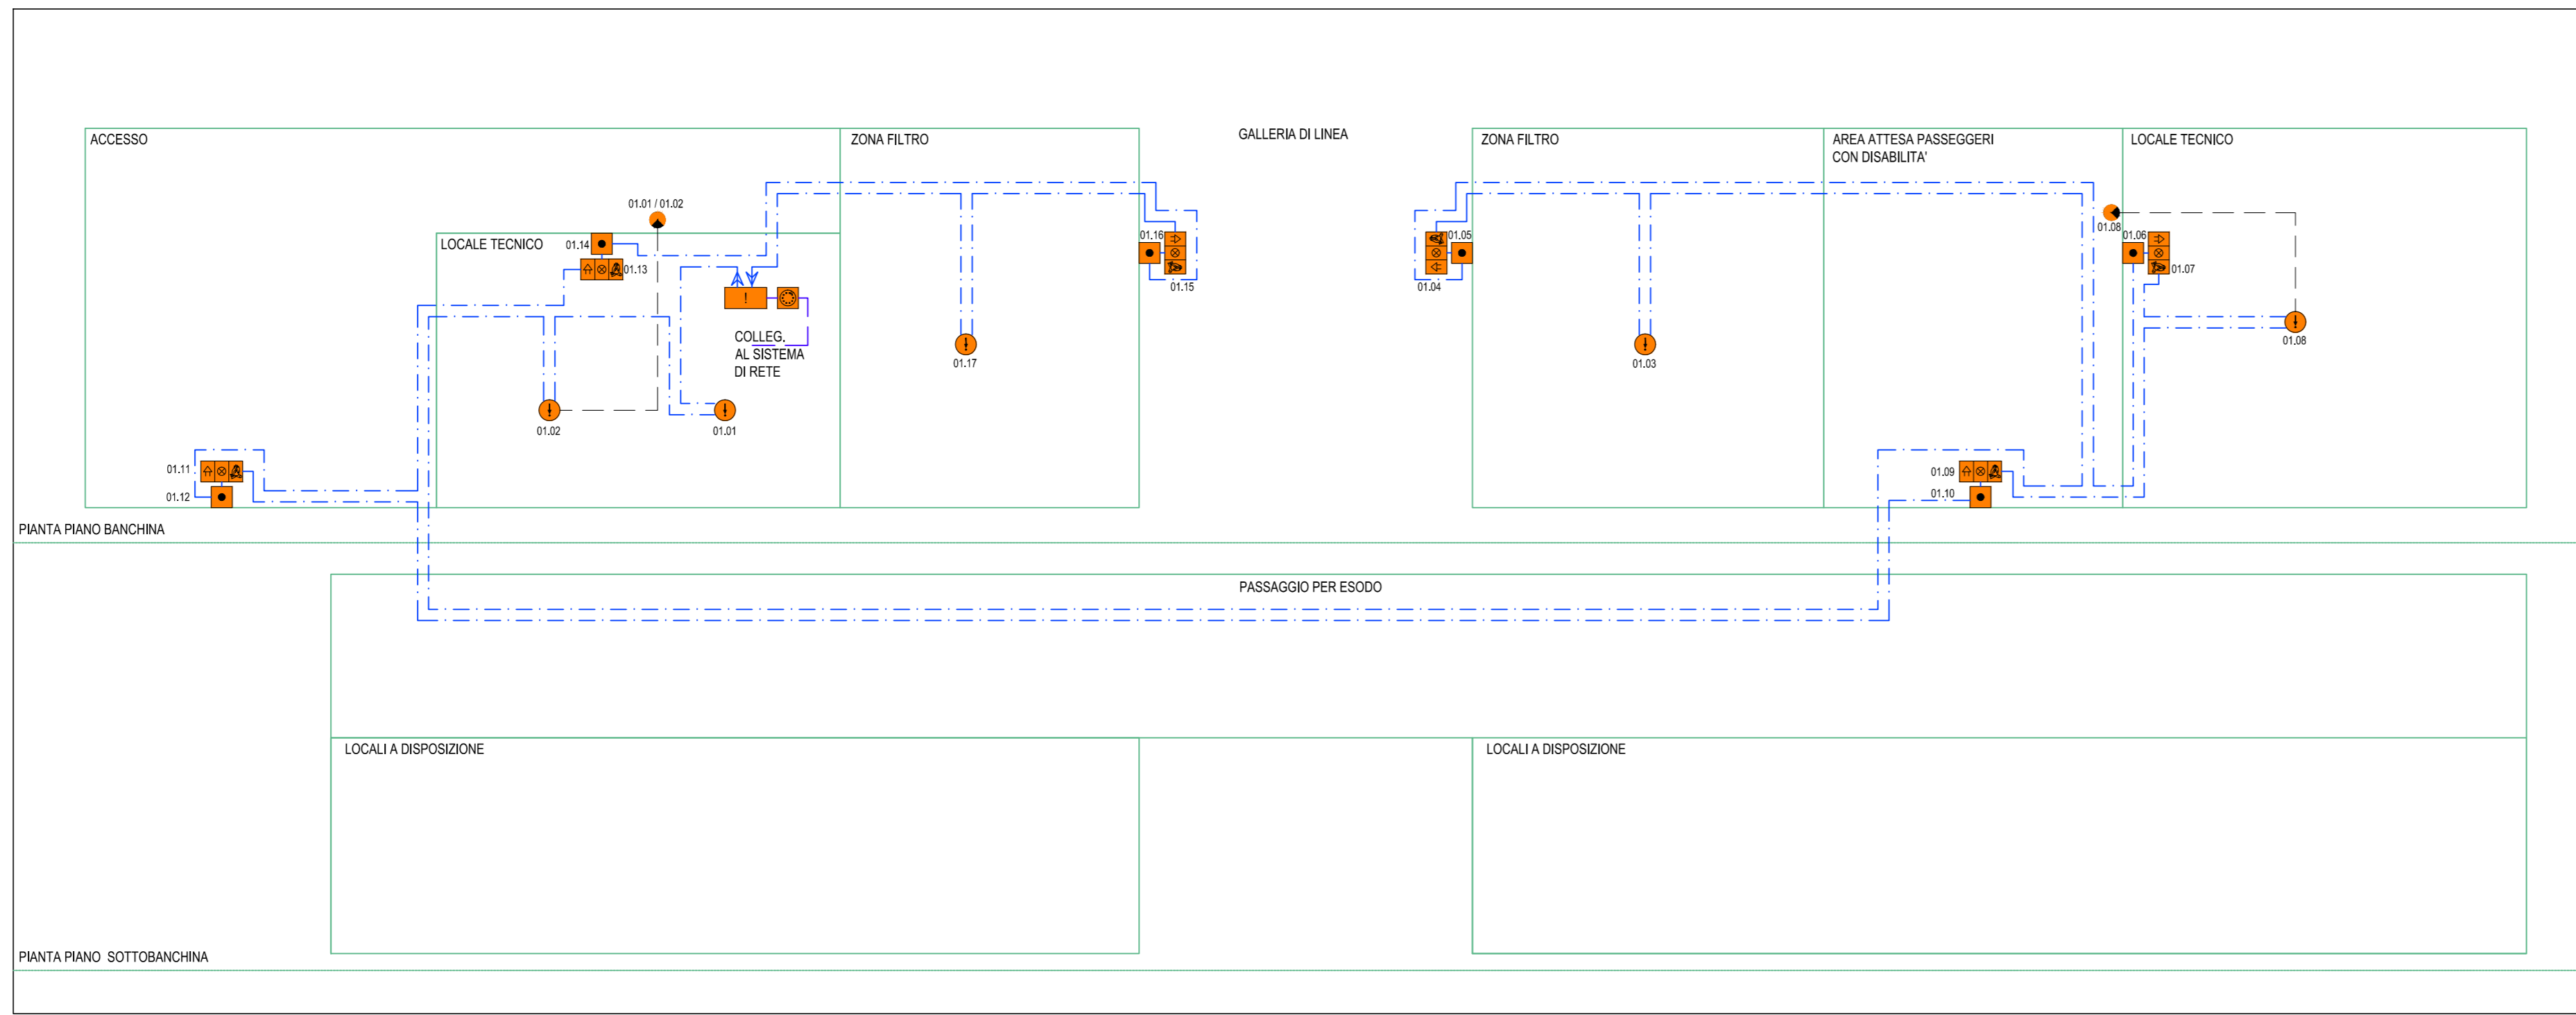 ACCESSO
ZONA FILTRO
GALLERIA DI LINEA
ZONA FILTRO
AREA ATTESA PASSEGGERI
CON DISABILITA'
LOCALE TECNICO
01.01 / 01.02
LOCALE TECNICO
01.14
01.13
!
COLLEG.
AL SISTEMA
DI RETE
01.02
01.01
01.11
01.12
01.17
01.16
01.15
01.05
01.04
01.03
01.08
01.06
01.07
01.08
01.09
01.10
PIANTA PIANO BANCHINA
PASSAGGIO PER ESODO
LOCALI A DISPOSIZIONE
LOCALI A DISPOSIZIONE
PIANTA PIANO  SOTTOBANCHINA